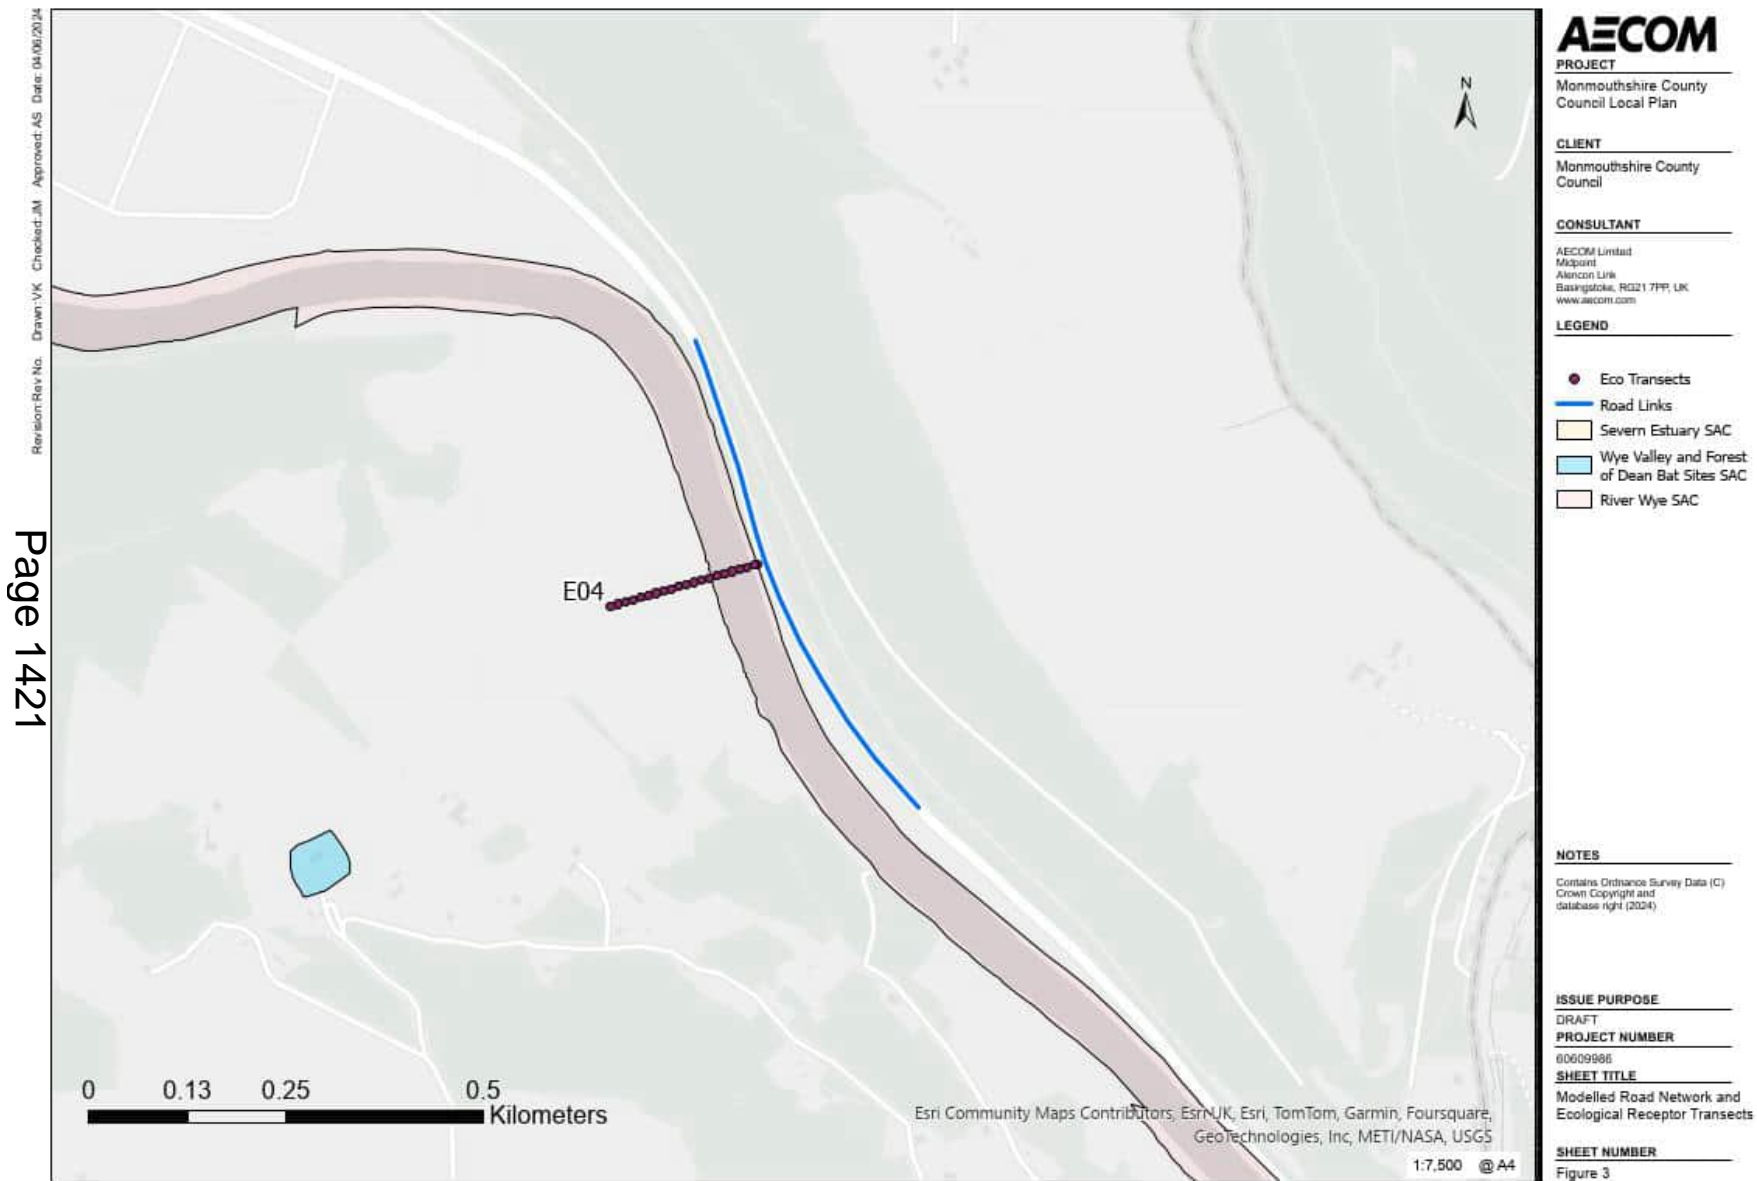 Revision:Rev No. Drawn:VK Checked:JM Approved:AS Date: 04/06/2024
Page 1421
N
E04
0 0.13 0.25 0.5
Kilometers
Esri Community Maps Contributors, Esri UK, Esri, TomTom, Garmin, Foursquare,
GeoTechnologies, Inc, METI/NASA, USGS
1:7,500 @ A4
AECOM
PROJECT
Monmouthshire County
Council Local Plan
CLIENT
Monmouthshire County
Council
CONSULTANT
AECOM Limited
Midpoint
Alencon Link
Basingstoke, RG21 7PP, UK
www.aecom.com
LEGEND
Eco Transects
Road Links
Severn Estuary SAC
Wye Valley and Forest
of Dean Bat Sites SAC
River Wye SAC
NOTES
Contains Ordnance Survey Data (C)
Crown Copyright and
database right (2024)
ISSUE PURPOSE
DRAFT
PROJECT NUMBER
60609986
SHEET TITLE
Modelled Road Network and
Ecological Receptor Transects
SHEET NUMBER
Figure 3